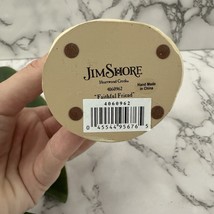 JIM SHORE
Heartwood Creek
4060962
"Faithful Friend"
Hand Made
in China
4060962
0 45544 95676 5